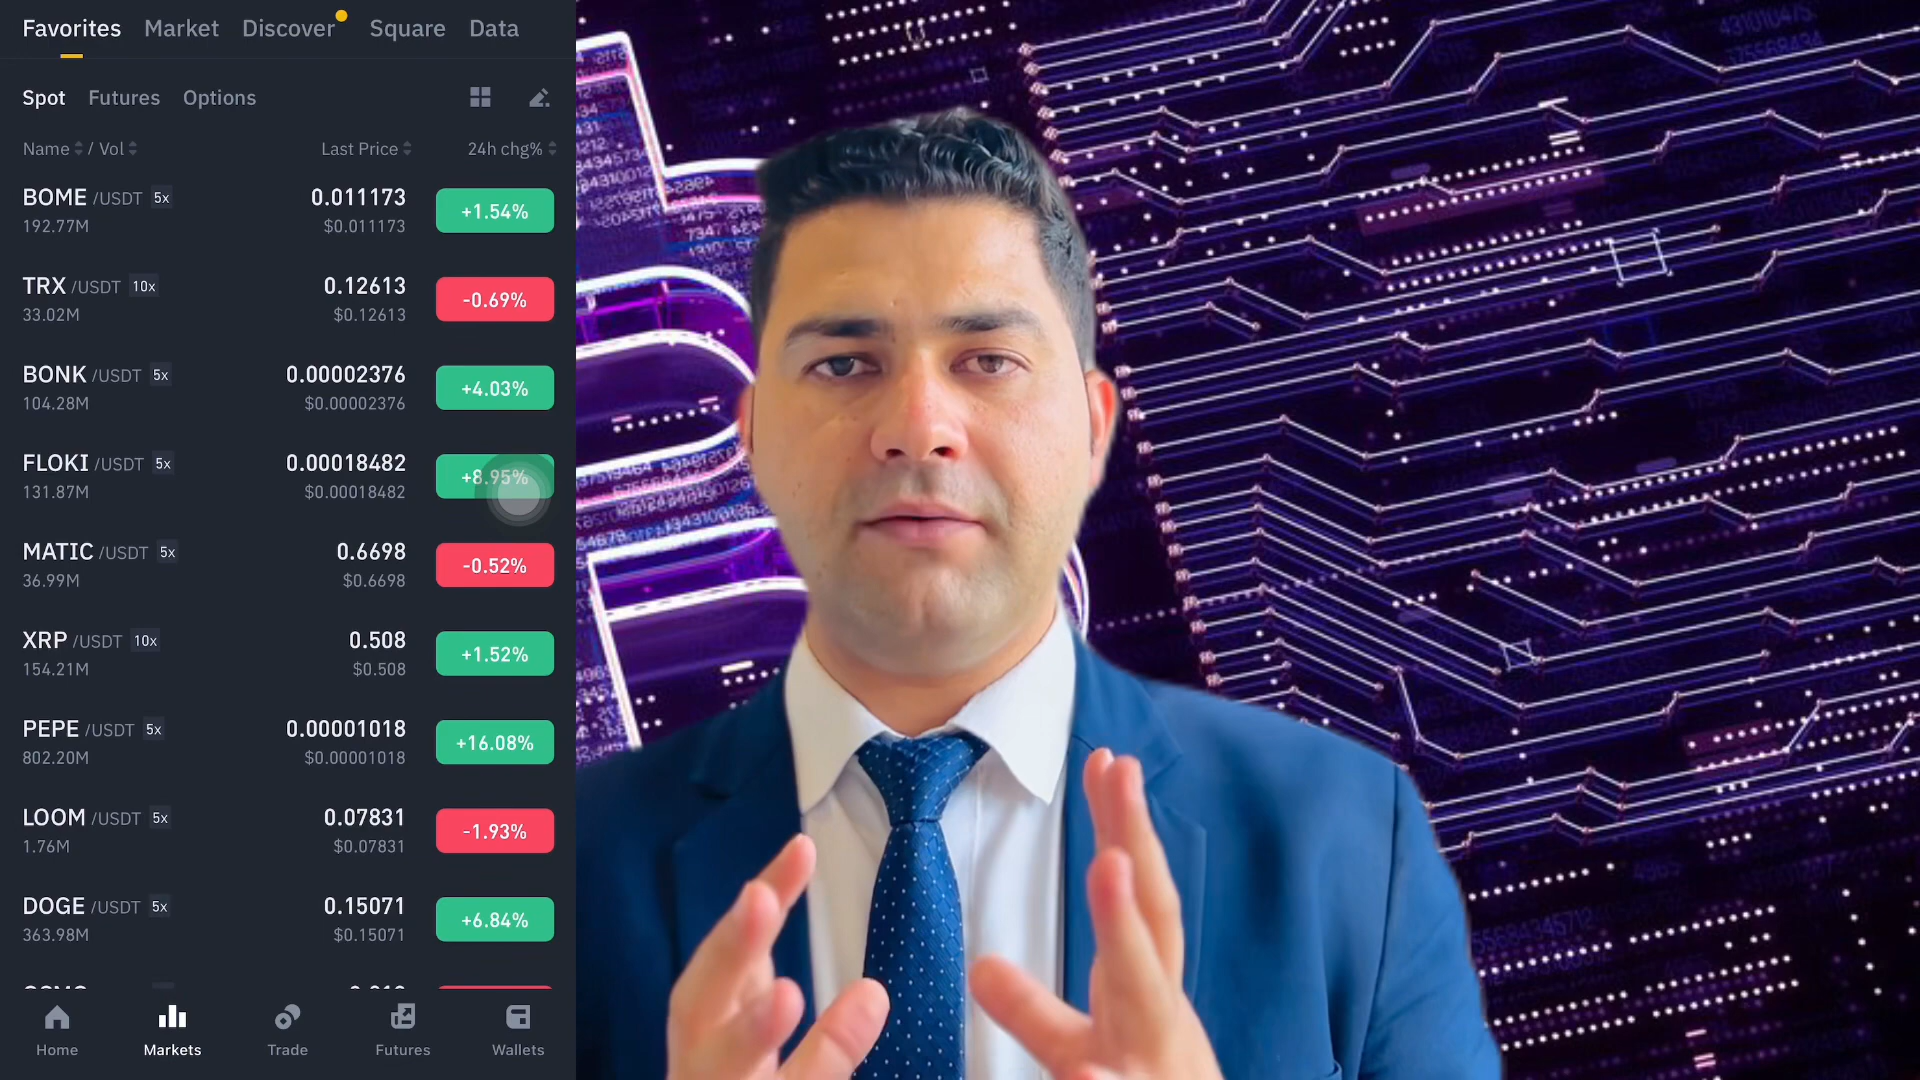 Favorites Market Discover Square Data
Spot Futures Options
Name / Vol Last Price 24h chg%
BOME /USDT 5x 0.011173 +1.54%
192.77M $0.011173
TRX /USDT 10x 0.12613 -0.69%
33.02M $0.12613
BONK /USDT 5x 0.00002376 +4.03%
104.28M $0.00002376
FLOKI /USDT 5x 0.00018482 +8.95%
131.87M $0.00018482
MATIC /USDT 5x 0.6698 -0.52%
36.99M $0.6698
XRP /USDT 10x 0.508 +1.52%
154.21M $0.508
PEPE /USDT 5x 0.00001018 +16.08%
802.20M $0.00001018
LOOM /USDT 5x 0.07831 -1.93%
1.76M $0.07831
DOGE /USDT 5x 0.15071 +6.84%
363.98M $0.15071
Home Markets Trade Futures Wallets